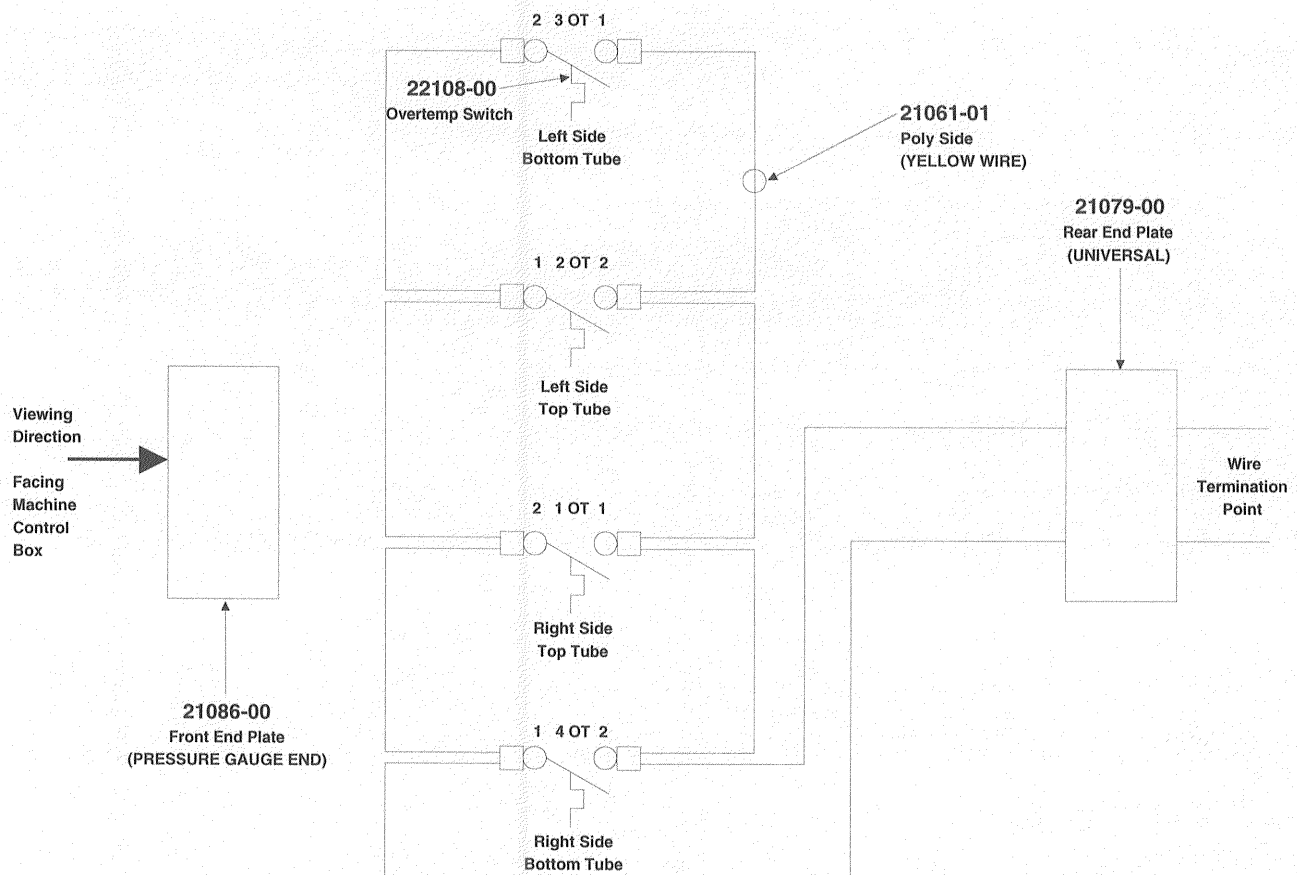 2 3 OT 1
22108-00
Overtemp Switch
Left Side
Bottom Tube
21061-01
Poly Side
(YELLOW WIRE)
21079-00
Rear End Plate
(UNIVERSAL)
1 2 OT 2
Left Side
Top Tube
Viewing
Direction
Facing
Machine
Control
Box
Wire
Termination
Point
2 1 OT 1
Right Side
Top Tube
21086-00
Front End Plate
(PRESSURE GAUGE END)
1 4 OT 2
Right Side
Bottom Tube